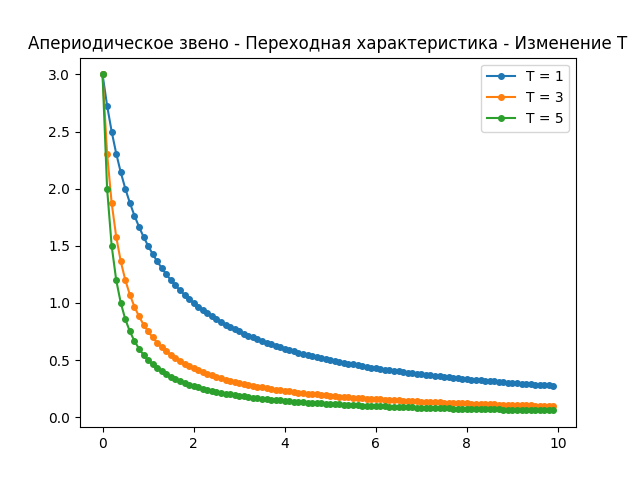 Апериодическое звено - Переходная характеристика - Изменение T
T = 1
T = 3
T = 5
3.0
2.5
2.0
1.5
1.0
0.5
0.0
0 2 4 6 8 10